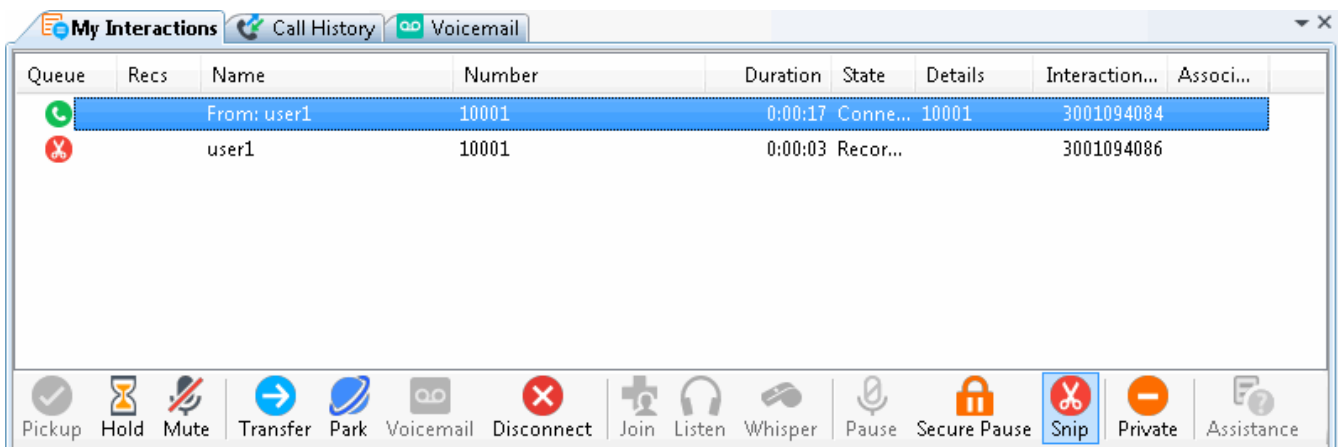 My Interactions Call History Voicemail
Queue Recs Name Number Duration State Details Interaction... Associ...
From: user1 10001 0:00:17 Conne... 10001 3001094084
user1 10001 0:00:03 Recor... 3001094086
Pickup Hold Mute Transfer Park Voicemail Disconnect Join Listen Whisper Pause Secure Pause Snip Private Assistance